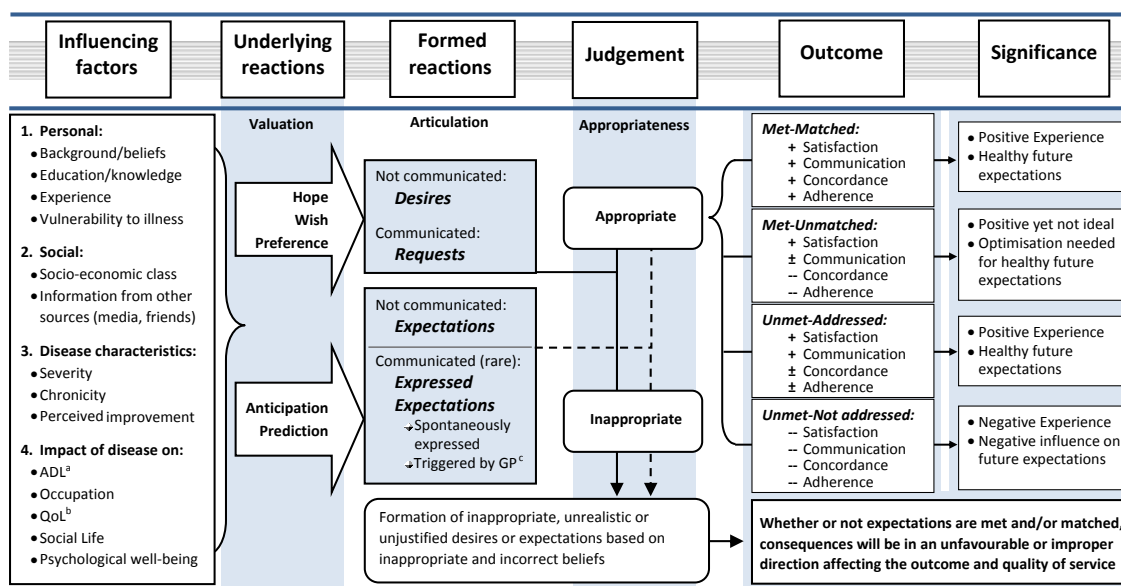 Influencing
factors
Underlying
reactions
Formed
reactions
Judgement
Outcome
Significance
Valuation
Articulation
Appropriateness
1. Personal:
• Background/beliefs
• Education/knowledge
• Experience
• Vulnerability to illness
2. Social:
• Socio-economic class
• Information from other
sources (media, friends)
3. Disease characteristics:
• Severity
• Chronicity
• Perceived improvement
4. Impact of disease on:
• ADLa
• Occupation
• QoLb
• Social Life
• Psychological well-being
Hope
Wish
Preference
Anticipation
Prediction
Not communicated:
Desires
Communicated:
Requests
Not communicated:
Expectations
Communicated (rare):
Expressed
Expectations
Spontaneously
expressed
Triggered by GP c
Appropriate
Inappropriate
Formation of inappropriate, unrealistic or
unjustified desires or expectations based on
inappropriate and incorrect beliefs
Met-Matched:
+ Satisfaction
+ Communication
+ Concordance
+ Adherence
Met-Unmatched:
+ Satisfaction
± Communication
-- Concordance
-- Adherence
Unmet-Addressed:
+ Satisfaction
+ Communication
± Concordance
± Adherence
Unmet-Not addressed:
-- Satisfaction
-- Communication
-- Concordance
-- Adherence
• Positive Experience
• Healthy future
expectations
• Positive yet not ideal
• Optimisation needed
for healthy future
expectations
• Positive Experience
• Healthy future
expectations
• Negative Experience
• Negative influence on
future expectations
Whether or not expectations are met and/or matched,
consequences will be in an unfavourable or improper
direction affecting the outcome and quality of service